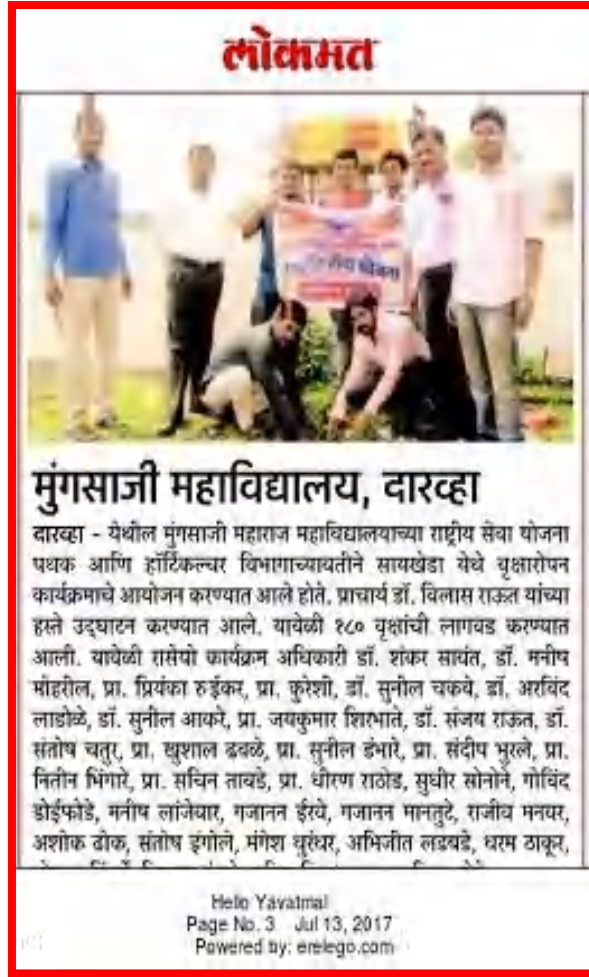 लोकमत
सेवा योजना
मुंगसाजी महाविद्यालय, दारव्हा
दारव्हा - येथील मुंगसाजी महाराज महाविद्यालयाच्या राष्ट्रीय सेवा योजना
पथक आणि हॉर्टिकल्चर विभागाच्यावतीने सायखेडा येथे वृक्षारोपन
कार्यक्रमाचे आयोजन करण्यात आले होते. प्राचार्य डॉ. विलास राऊत यांच्या
हस्ते उद्घाटन करण्यात आले. यावेळी १८० वृक्षांची लागवड करण्यात
आली. यावेळी रासेयो कार्यक्रम अधिकारी डॉ. शंकर सावंत, डॉ. मनीष
मोहरील, प्रा. प्रियंका रुईकर, प्रा. कुरेशी, डॉ. सुनील चकवे, डॉ. अरविंद
लाडोळे, डॉ. सुनील आकरे, प्रा. जयकुमार शिरभाते, डॉ. संजय राऊत, डॉ.
संतोष चतुर, प्रा. खुशाल ढवळे, प्रा. सुनील डंभारे, प्रा. संदीप भुरले, प्रा.
नितीन भिंगारे, प्रा. सचिन तावडे, प्रा. धीरण राठोड, सुधीर सोनोने, गोविंद
डोईफोडे, मनीष लांजेवार, गजानन ईरवे, गजानन मानतुटे, राजीव मनवर,
अशोक ढोक, संतोष इंगोले, मंगेश धुरंधर, अभिजीत लडवडे, धरम ठाकूर,
Hello Yavatmal
Page No. 3 Jul 13, 2017
Powered by: erelego.com